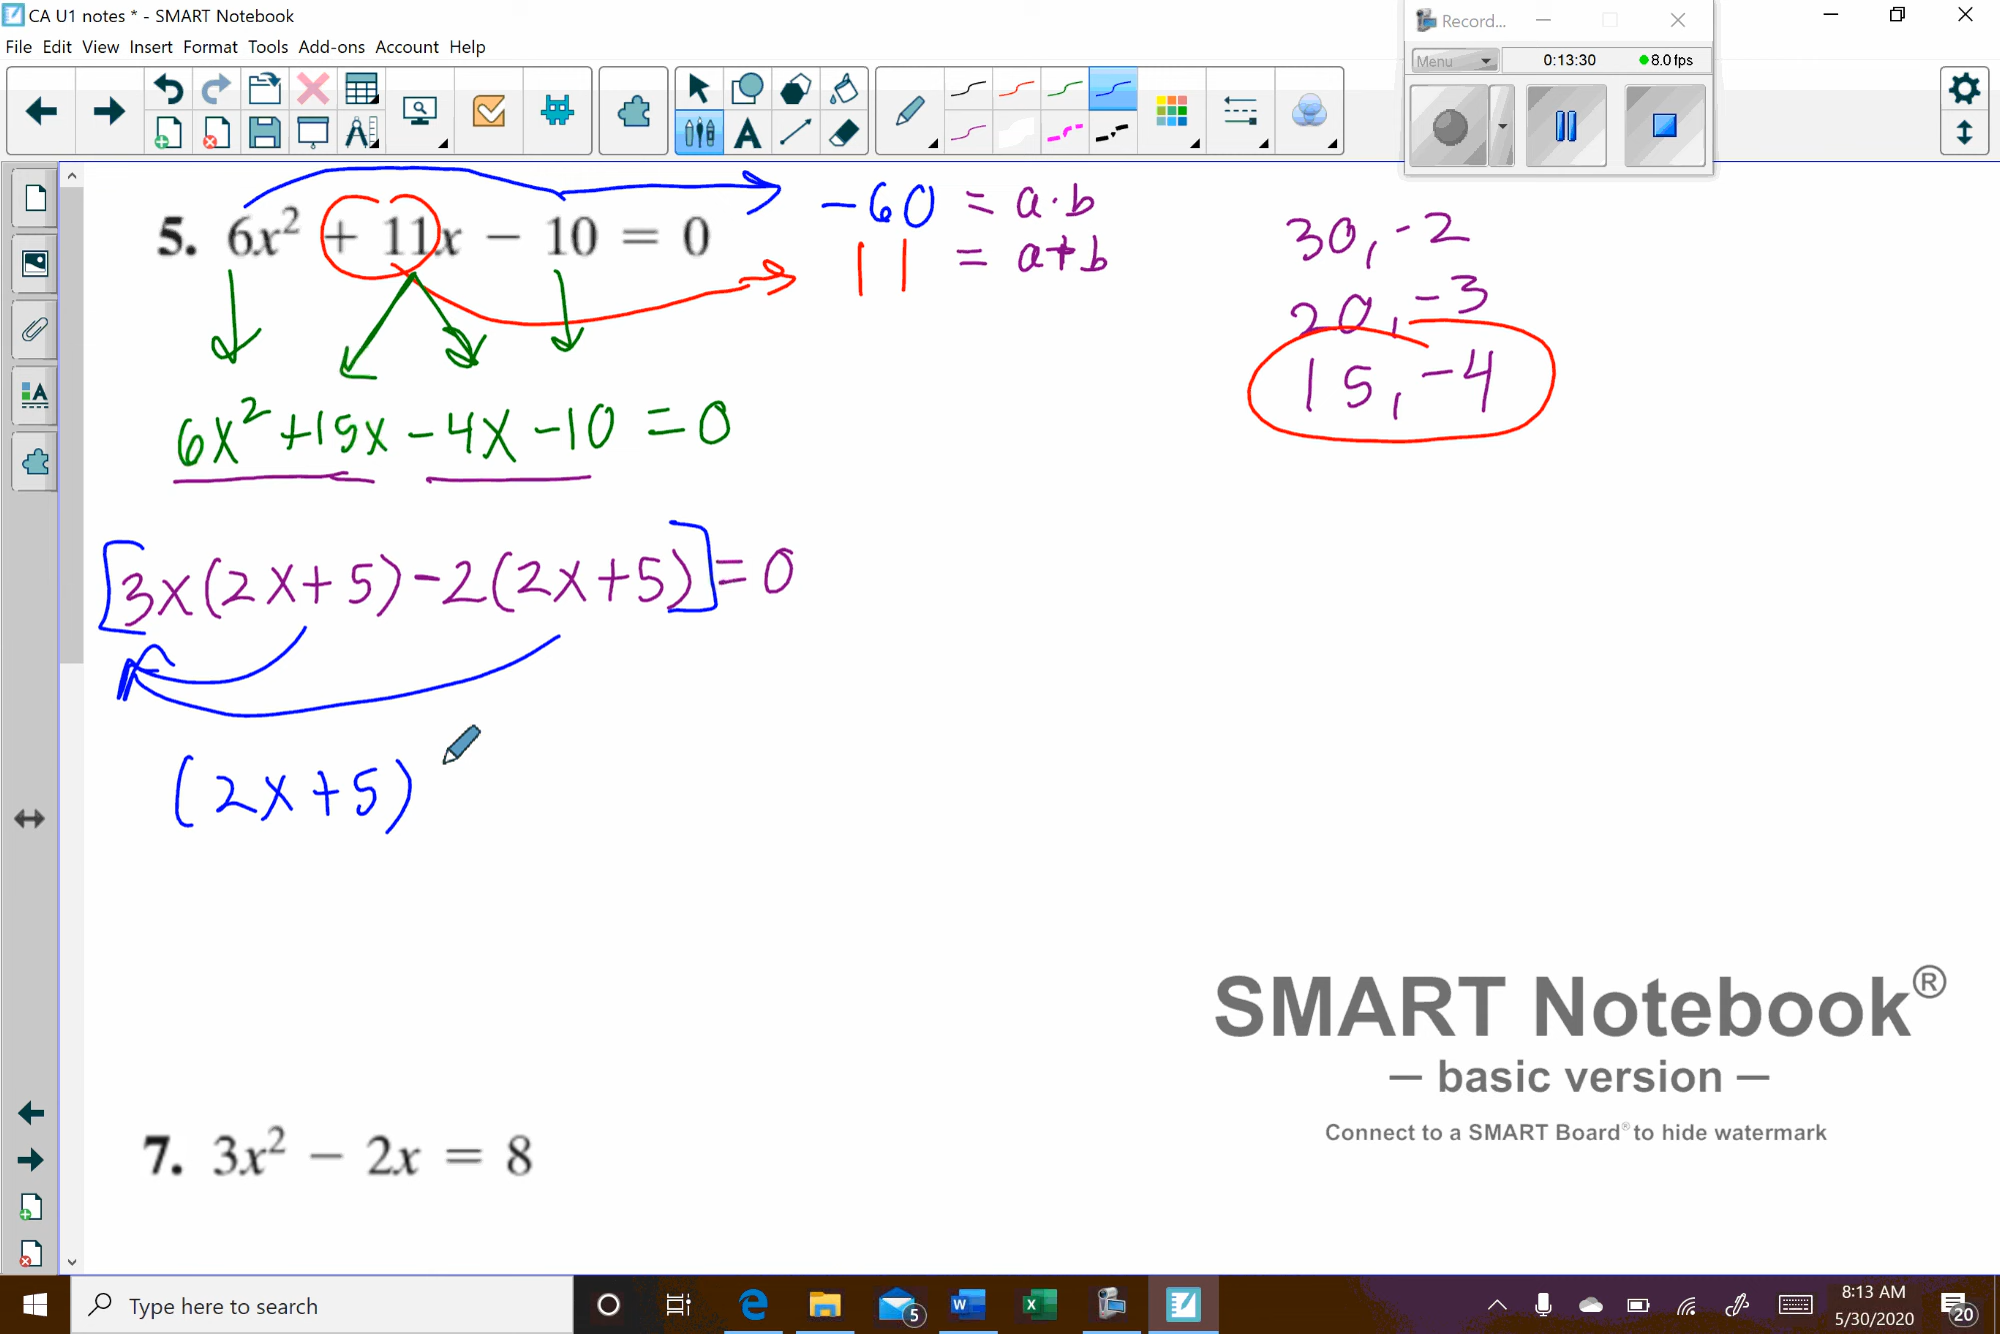 CA U1 notes * - SMART Notebook
File Edit View Insert Format Tools Add-ons Account Help
Record...
Menu 0:13:30 8.0 fps
5. 6x² + 11x − 10 = 0
-60 = a·b
11 = a+b
30, -2
20, -3
15, -4
6x² +15x -4x -10 = 0
[3x(2x+5)-2(2x+5)]=0
(2x+5)
SMART Notebook®
— basic version —
Connect to a SMART Board® to hide watermark
7. 3x² − 2x = 8
Type here to search
5
8:13 AM
5/30/2020
20